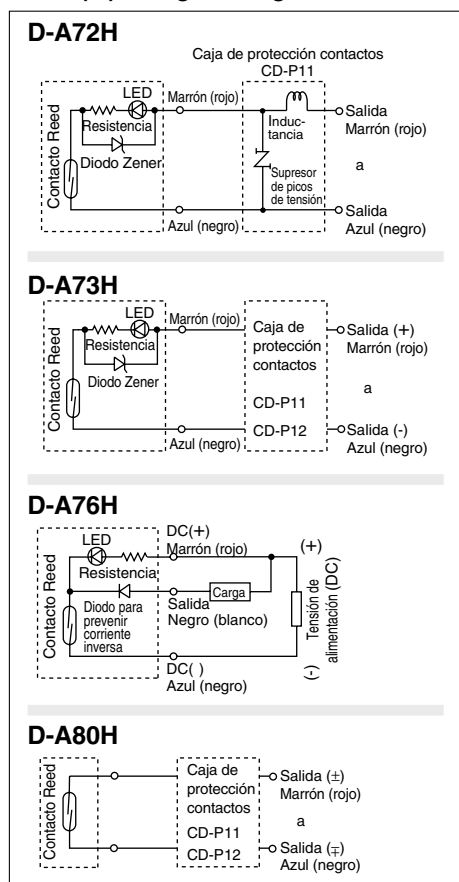 D-A72H
Caja de protección contactos
CD-P11
LED
Marrón (rojo)
Resistencia
Diodo Zener
Contacto Reed
Induc-
tancia
Salida
Marrón (rojo)
a
Supresor
de picos
de tensión
Azul (negro)
Salida
Azul (negro)
D-A73H
LED
Marrón (rojo)
Resistencia
Diodo Zener
Contacto Reed
Caja de
protección
contactos
CD-P11
CD-P12
Salida (+)
Marrón (rojo)
a
Azul (negro)
Salida (-)
Azul (negro)
D-A76H
LED
DC(+)
Marrón (rojo)
(+)
Resistencia
Contacto Reed
Diodo para
prevenir
corriente
inversa
Carga
Salida
Negro (blanco)
Tensión de
alimentación (DC)
(-)
DC( )
Azul (negro)
D-A80H
Contacto Reed
Caja de
protección
contactos
CD-P11
CD-P12
Salida (±)
Marrón (rojo)
a
Salida (∓)
Azul (negro)